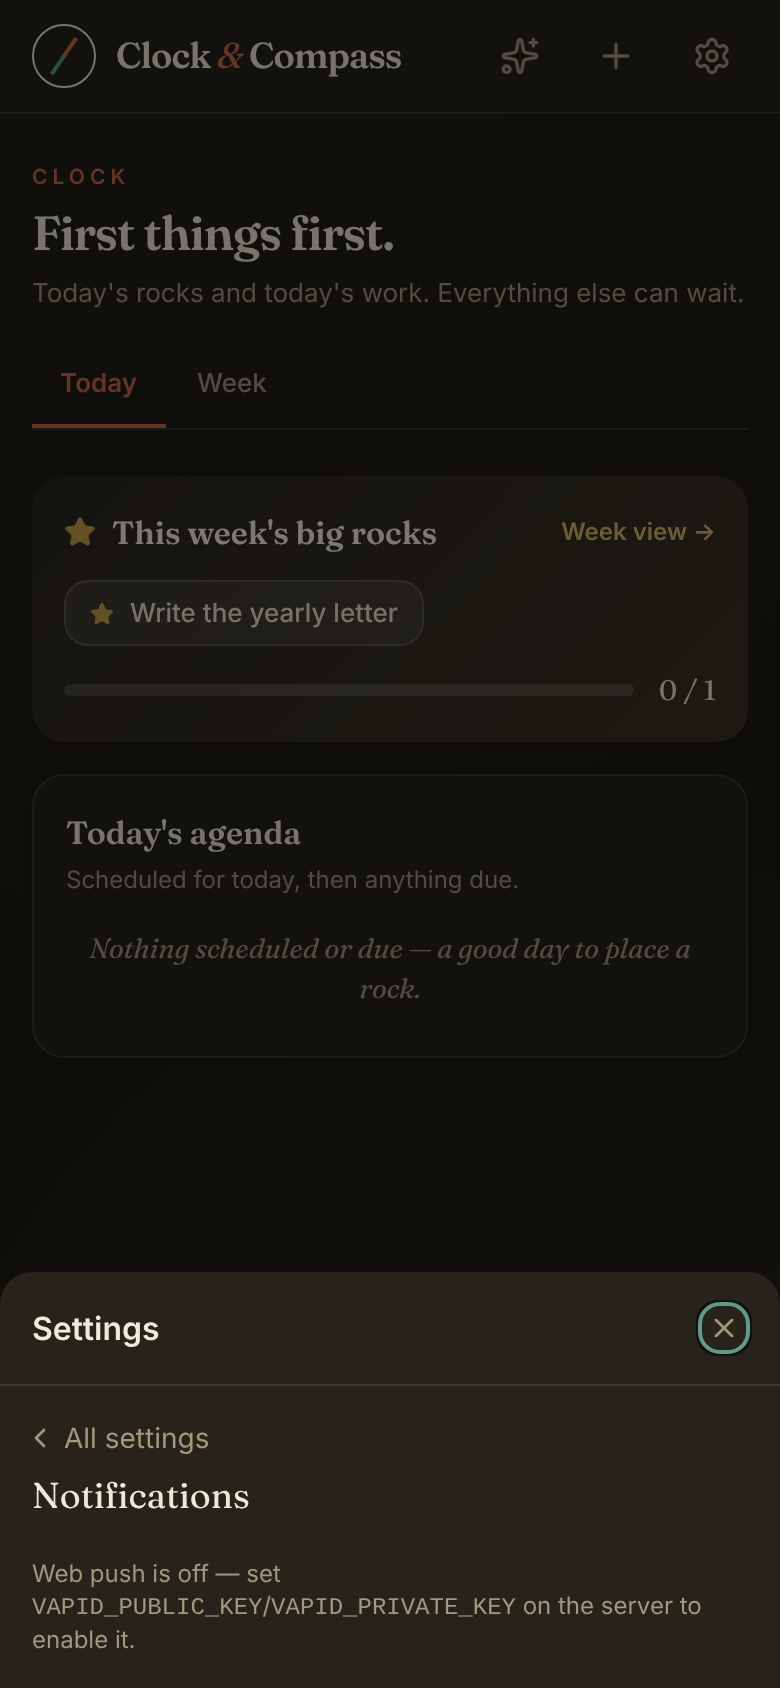 Clock & Compass
CLOCK
First things first.
Today's rocks and today's work. Everything else can wait.
Today Week
This week's big rocks Week view →
Write the yearly letter
0 / 1
Today's agenda
Scheduled for today, then anything due.
Nothing scheduled or due — a good day to place a
rock.
Settings
All settings
Notifications
Web push is off — set
VAPID_PUBLIC_KEY/VAPID_PRIVATE_KEY on the server to
enable it.